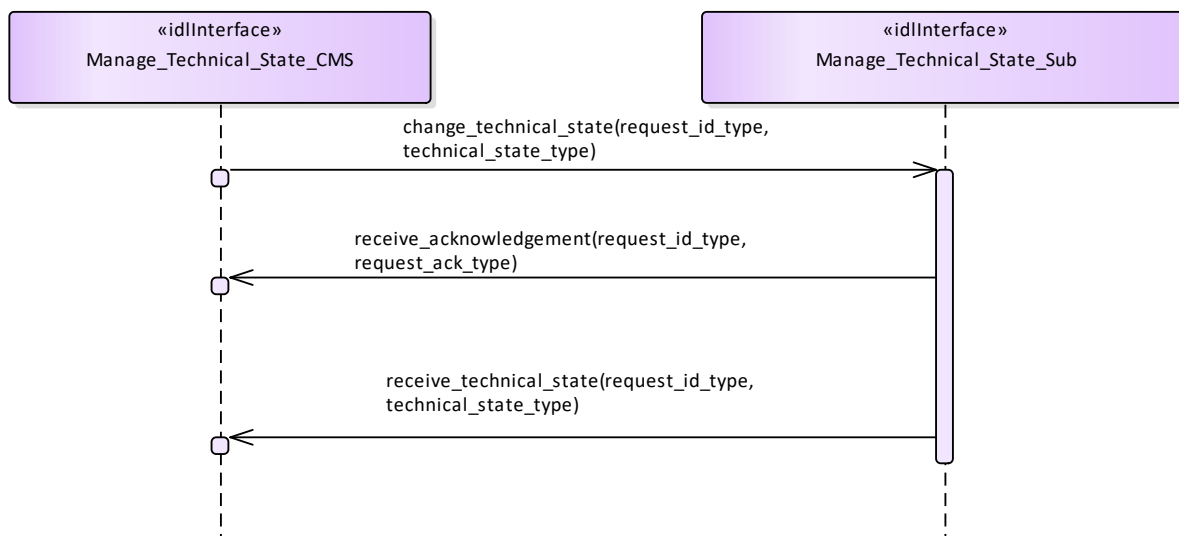 «idlInterface»
Manage_Technical_State_CMS
«idlInterface»
Manage_Technical_State_Sub
change_technical_state(request_id_type,
technical_state_type)
receive_acknowledgement(request_id_type,
request_ack_type)
receive_technical_state(request_id_type,
technical_state_type)